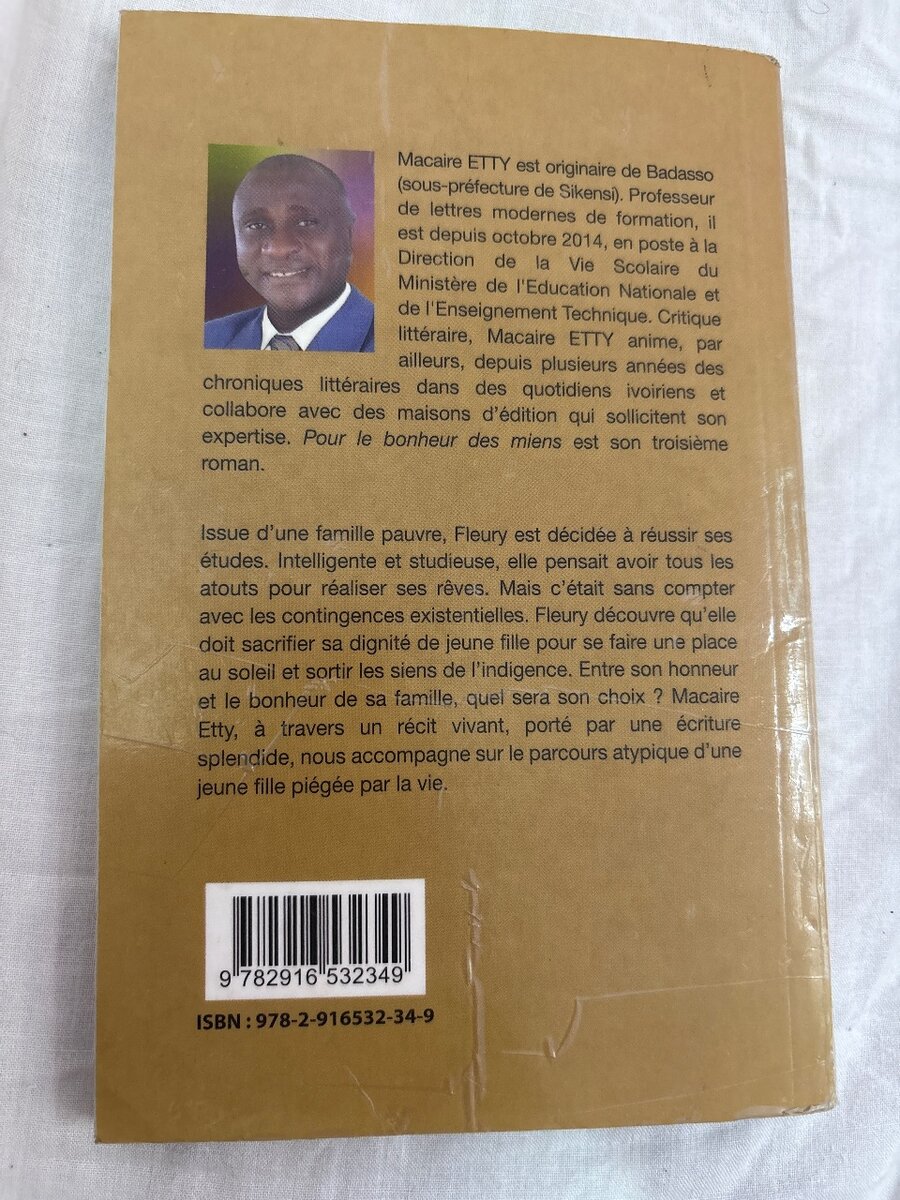 Macaire ETTY est originaire de Badasso
(sous-préfecture de Sikensi). Professeur
de lettres modernes de formation, il
est depuis octobre 2014, en poste à la
Direction de la Vie Scolaire du
Ministère de l'Education Nationale et
de l'Enseignement Technique. Critique
littéraire, Macaire ETTY anime, par
ailleurs, depuis plusieurs années des
chroniques littéraires dans des quotidiens ivoiriens et
collabore avec des maisons d’édition qui sollicitent son
expertise. Pour le bonheur des miens est son troisième
roman.
Issue d’une famille pauvre, Fleury est décidée à réussir ses
études. Intelligente et studieuse, elle pensait avoir tous les
atouts pour réaliser ses rêves. Mais c’était sans compter
avec les contingences existentielles. Fleury découvre qu’elle
doit sacrifier sa dignité de jeune fille pour se faire une place
au soleil et sortir les siens de l’indigence. Entre son honneur
et le bonheur de sa famille, quel sera son choix ? Macaire
Etty, à travers un récit vivant, porté par une écriture
splendide, nous accompagne sur le parcours atypique d’une
jeune fille piégée par la vie.
9 782916 532349
ISBN : 978-2-916532-34-9